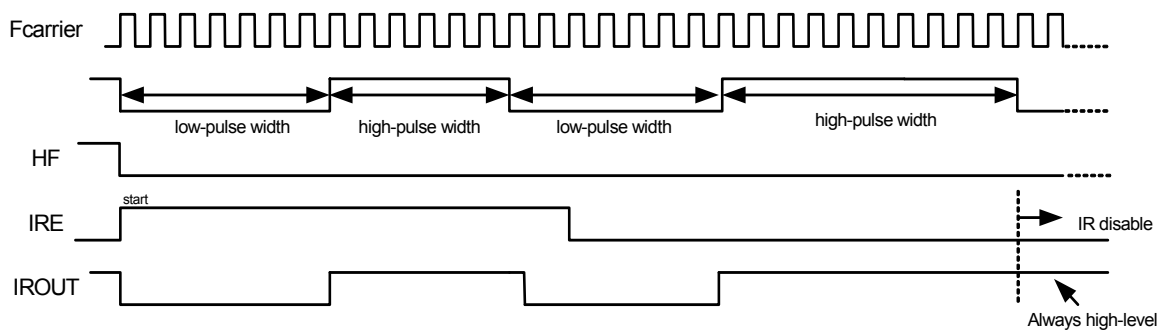 Fcarrier
low-pulse width
high-pulse width
low-pulse width
high-pulse width
HF
start
IRE
IR disable
IROUT
Always high-level